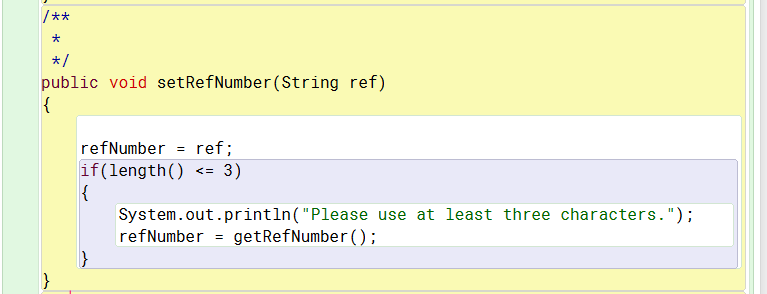 /**
 *
 */
public void setRefNumber(String ref)
{
refNumber = ref;
if(length() <= 3)
{
System.out.println("Please use at least three characters.");
refNumber = getRefNumber();
}
}